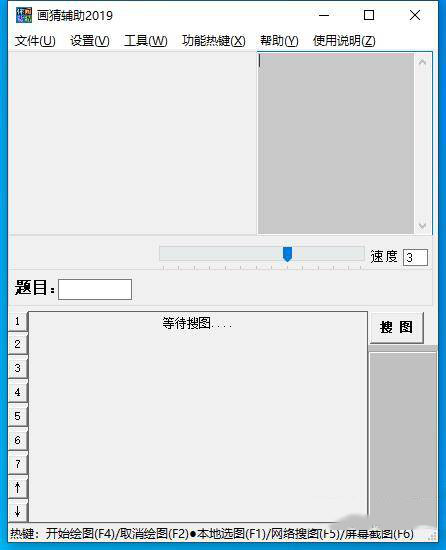 画猜辅助2019
文件(U) 设置(V) 工具(W) 功能热键(X) 帮助(Y) 使用说明(Z)
速度 3
题目:
1 等待搜图.... 搜 图
2
3
4
5
6
7
↑
↓
热键：开始绘图(F4)/取消绘图(F2)●本地选图(F1)/网络搜图(F5)/屏幕截图(F6)